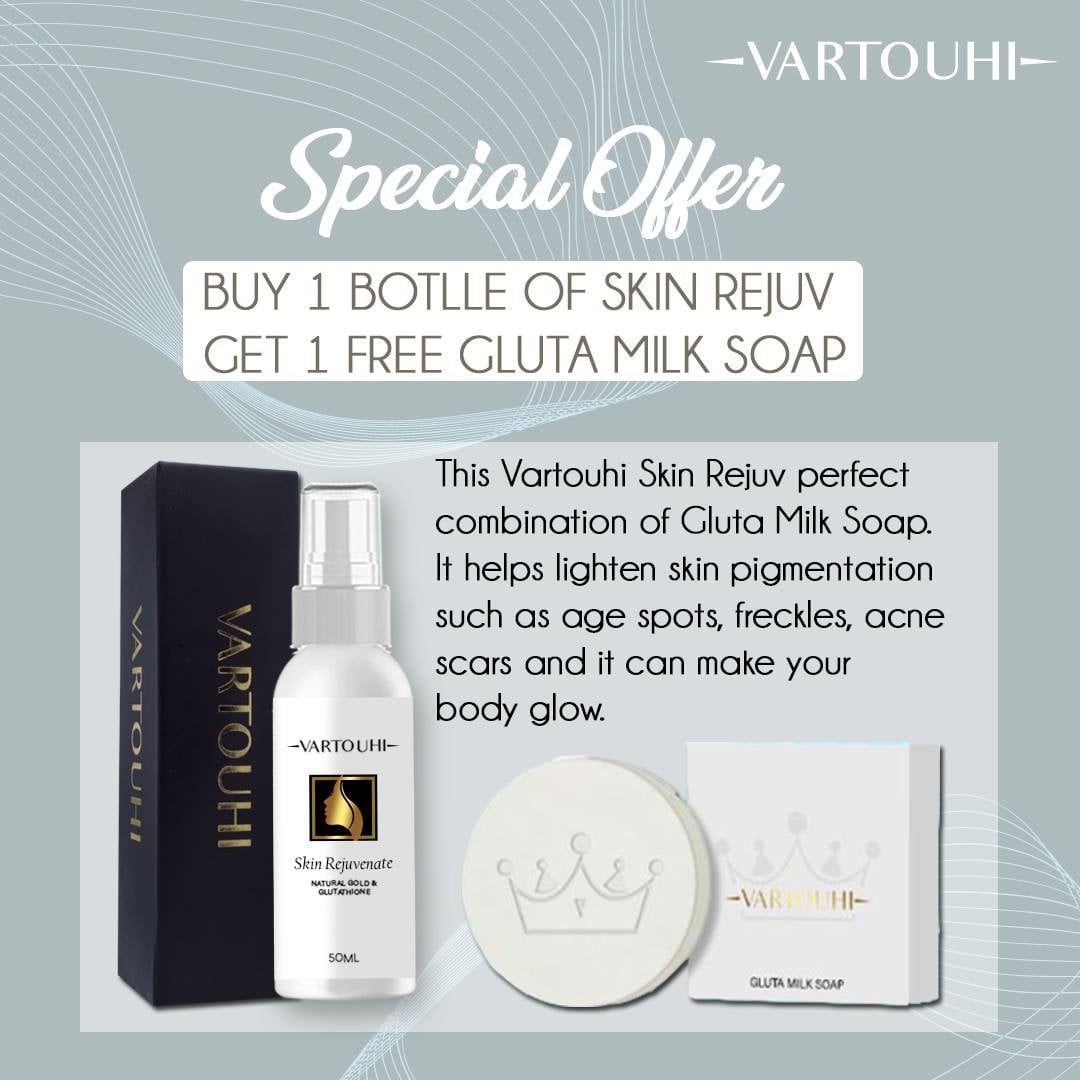 -VARTOUHI-
Special Offer
BUY 1 BOTLLE OF SKIN REJUV
GET 1 FREE GLUTA MILK SOAP
This Vartouhi Skin Rejuv perfect
combination of Gluta Milk Soap.
It helps lighten skin pigmentation
such as age spots, freckles, acne
scars and it can make your
body glow.
VARTOUHI
VARTOUHI
-VARTOUHI-
Skin Rejuvenate
NATURAL GOLD &
GLUTATHIONE
50ML
V
-VARTOUHI-
GLUTA MILK SOAP